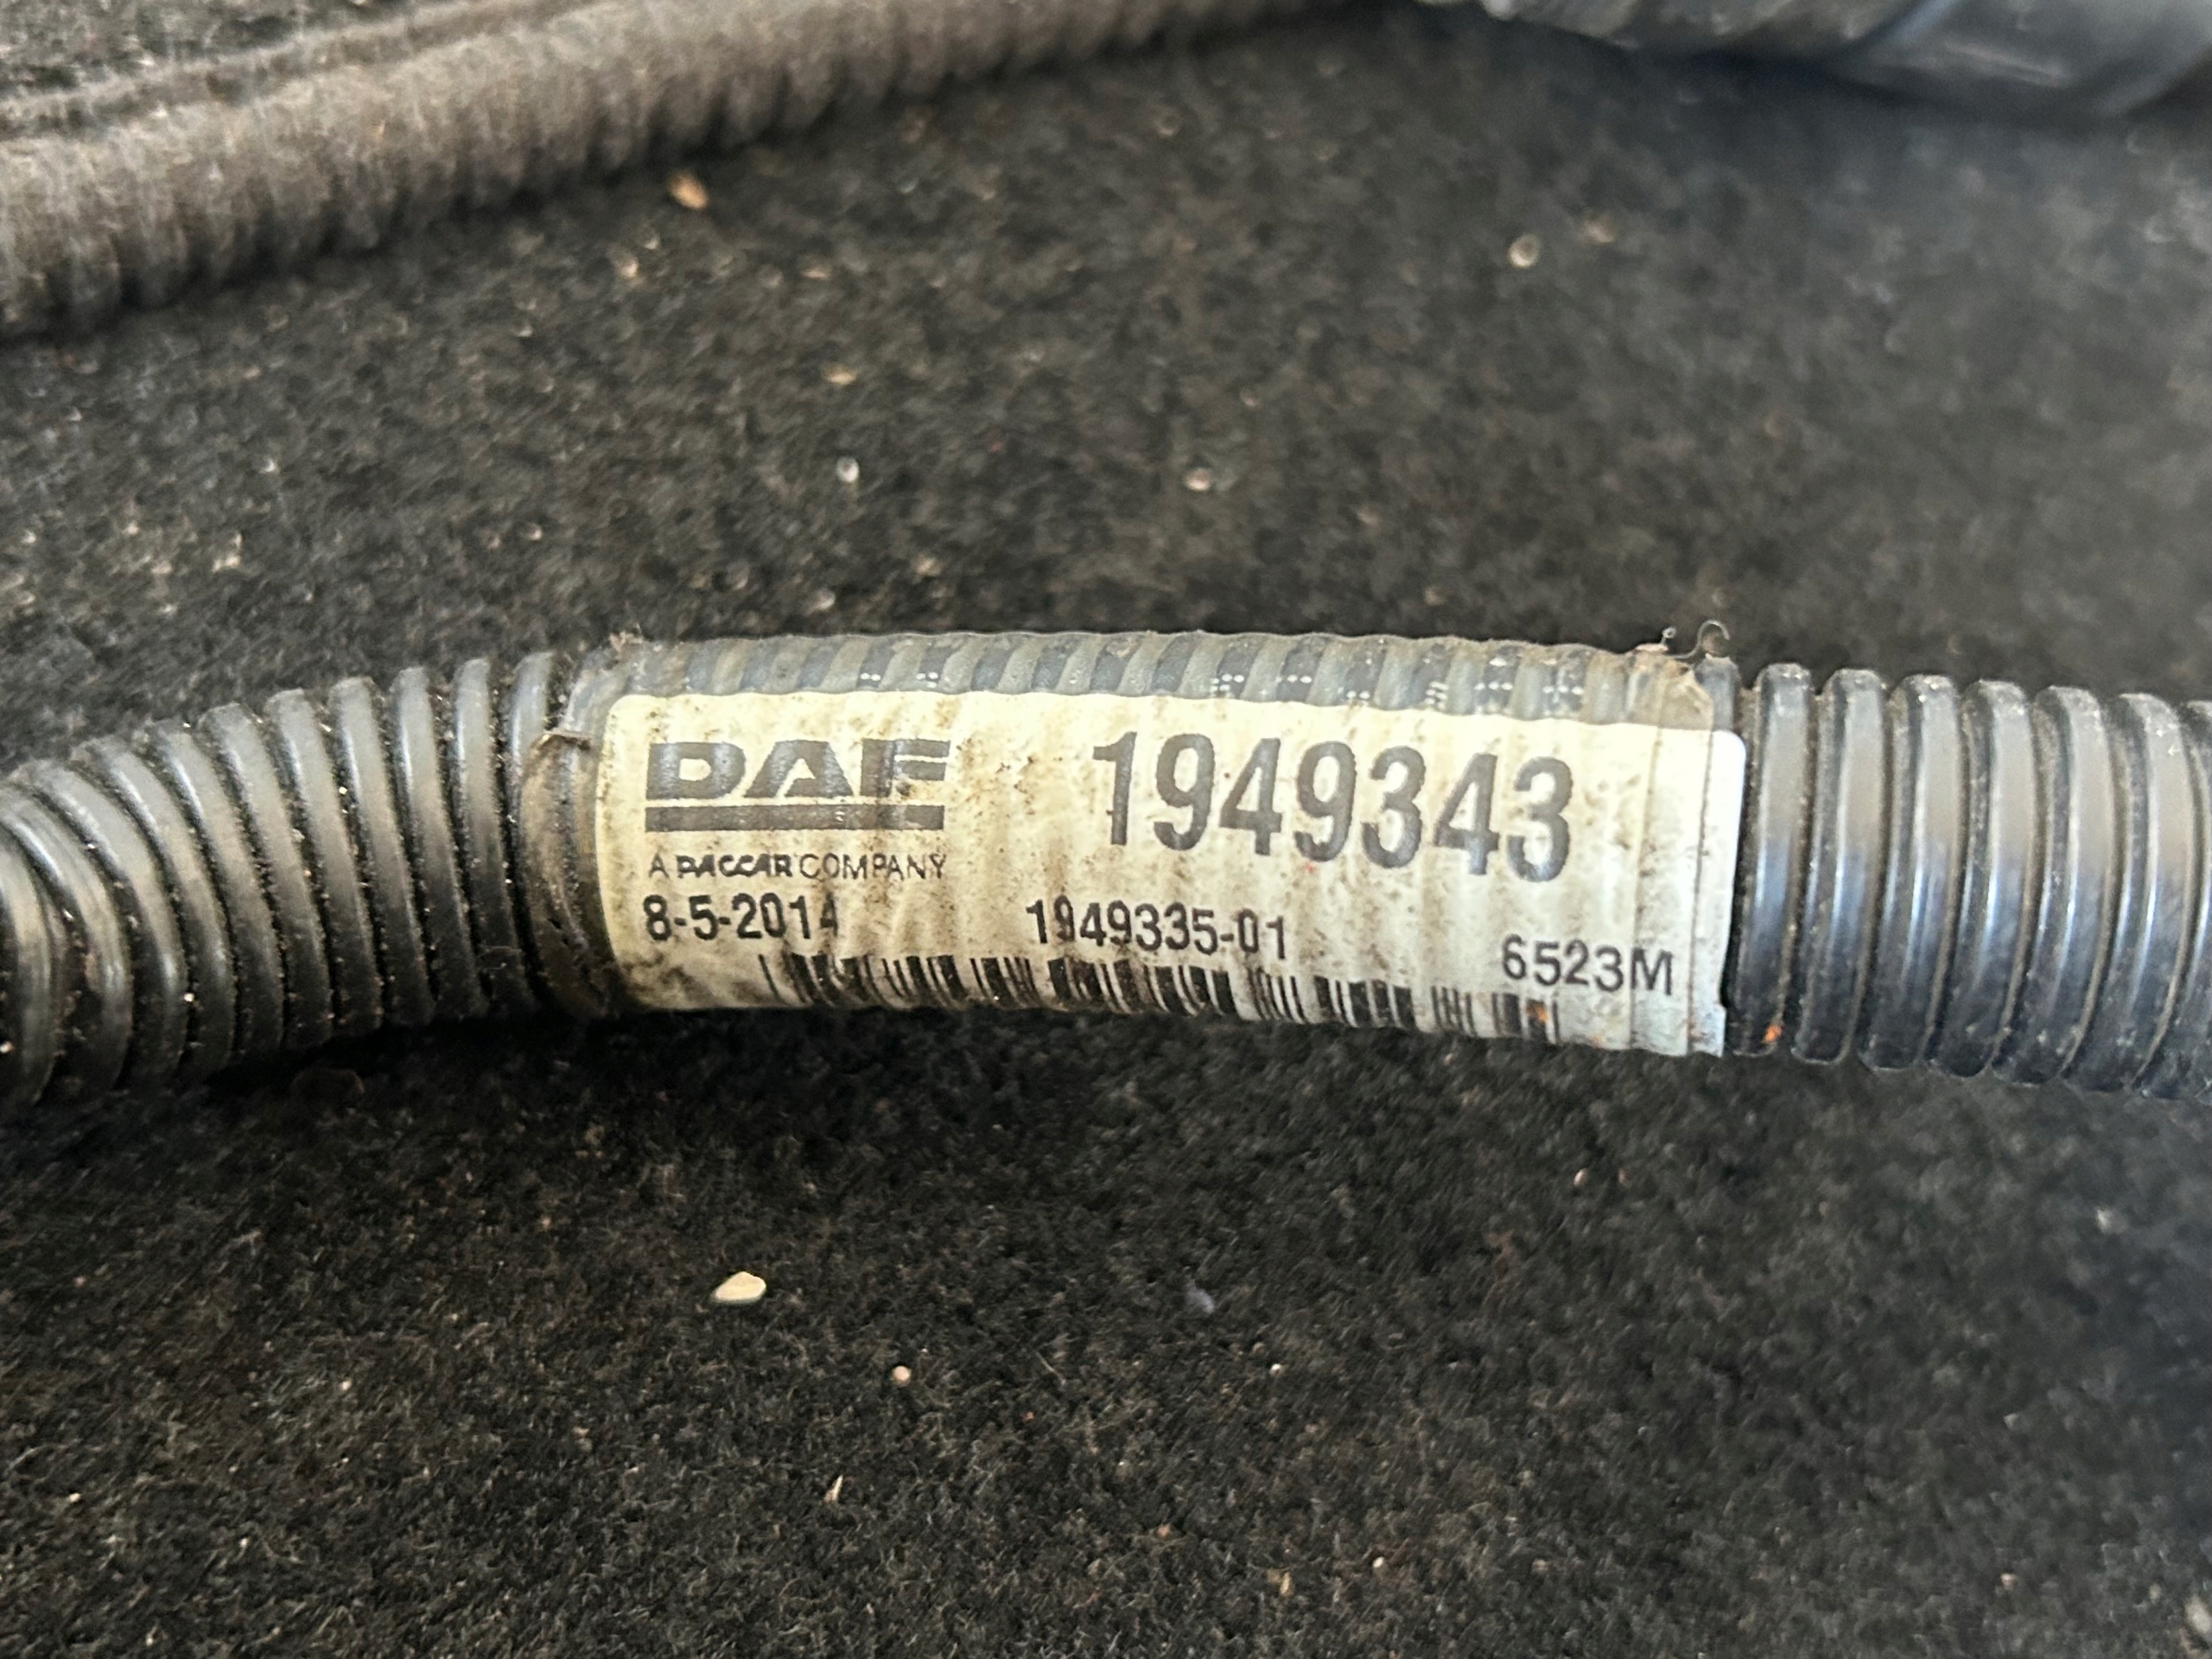 DAF 1949343
A PACCAR COMPANY
8-5-2014 1949335-01 6523M